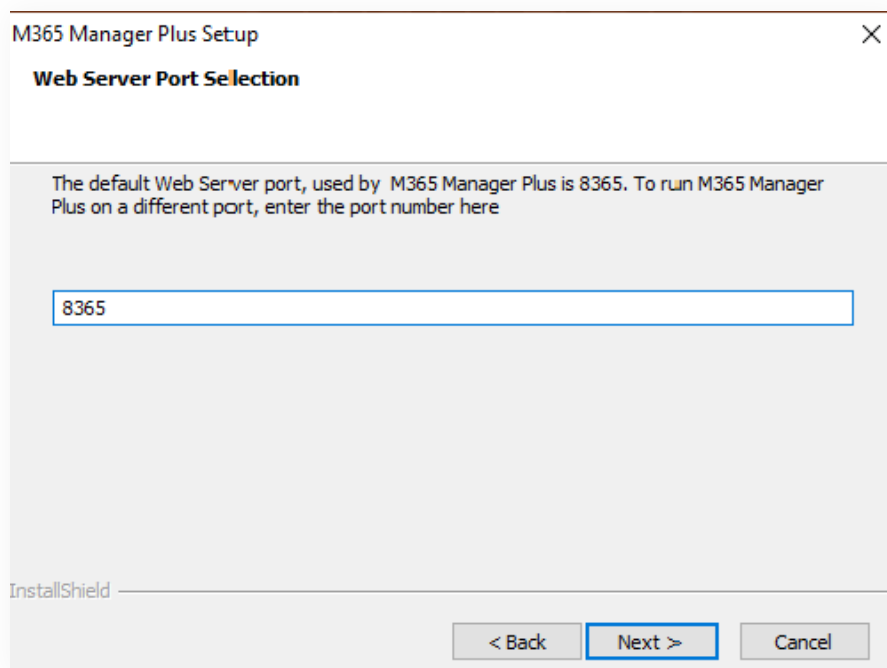 M365 Manager Plus Setup
Web Server Port Selection
The default Web Server port, used by M365 Manager Plus is 8365. To run M365 Manager
Plus on a different port, enter the port number here
8365
InstallShield
< Back
Next >
Cancel